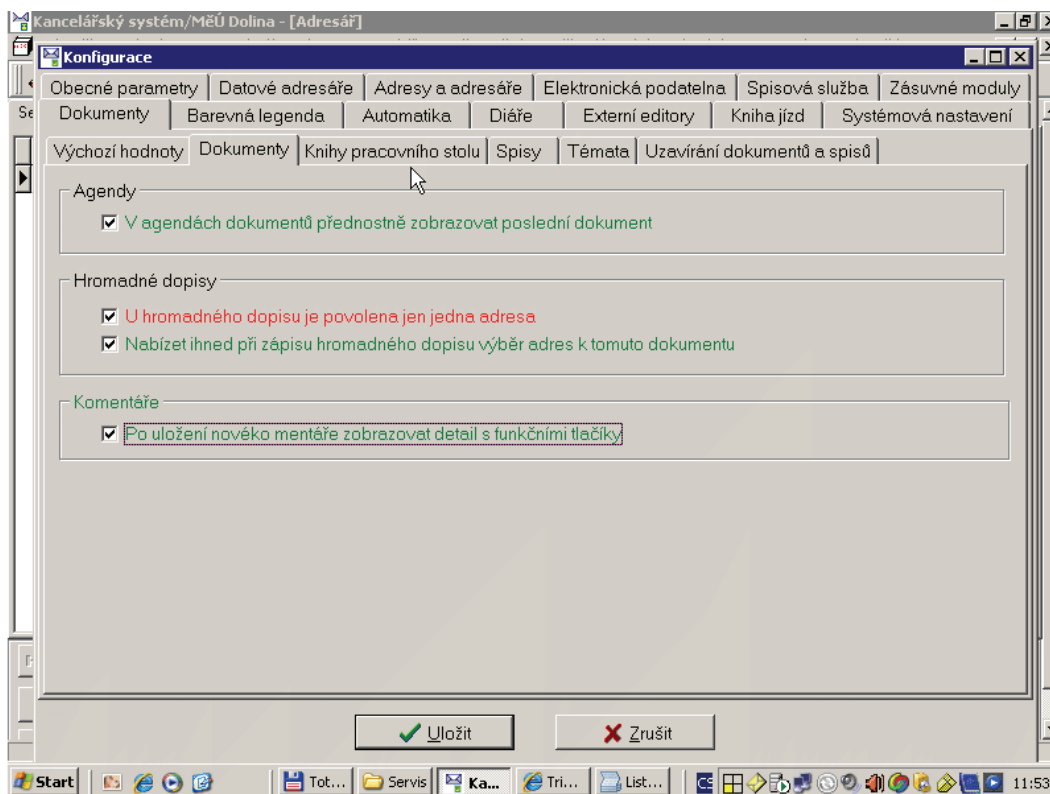 Kancelářský systém/MěÚ Dolina - [Adresář]
Konfigurace
Obecné parametry Datové adresáře Adresy a adresáře Elektronická podatelna Spisová služba Zásuvné moduly
Se
Dokumenty Barevná legenda Automatika Diáře Externí editory Kniha jízd Systémová nastavení
Výchozí hodnoty Dokumenty Knihy pracovního stolu Spisy Témata Uzavírání dokumentů a spisů
Agendy
V agendách dokumentů přednostně zobrazovat poslední dokument
Hromadné dopisy
U hromadného dopisu je povolena jen jedna adresa
Nabízet ihned při zápisu hromadného dopisu výběr adres k tomuto dokumentu
Komentáře
Po uložení novéko mentáře zobrazovat detail s funkčními tlačíky
Uložit Zrušit
Start Tot... Servis Ka... Tri... List... CS 11:53